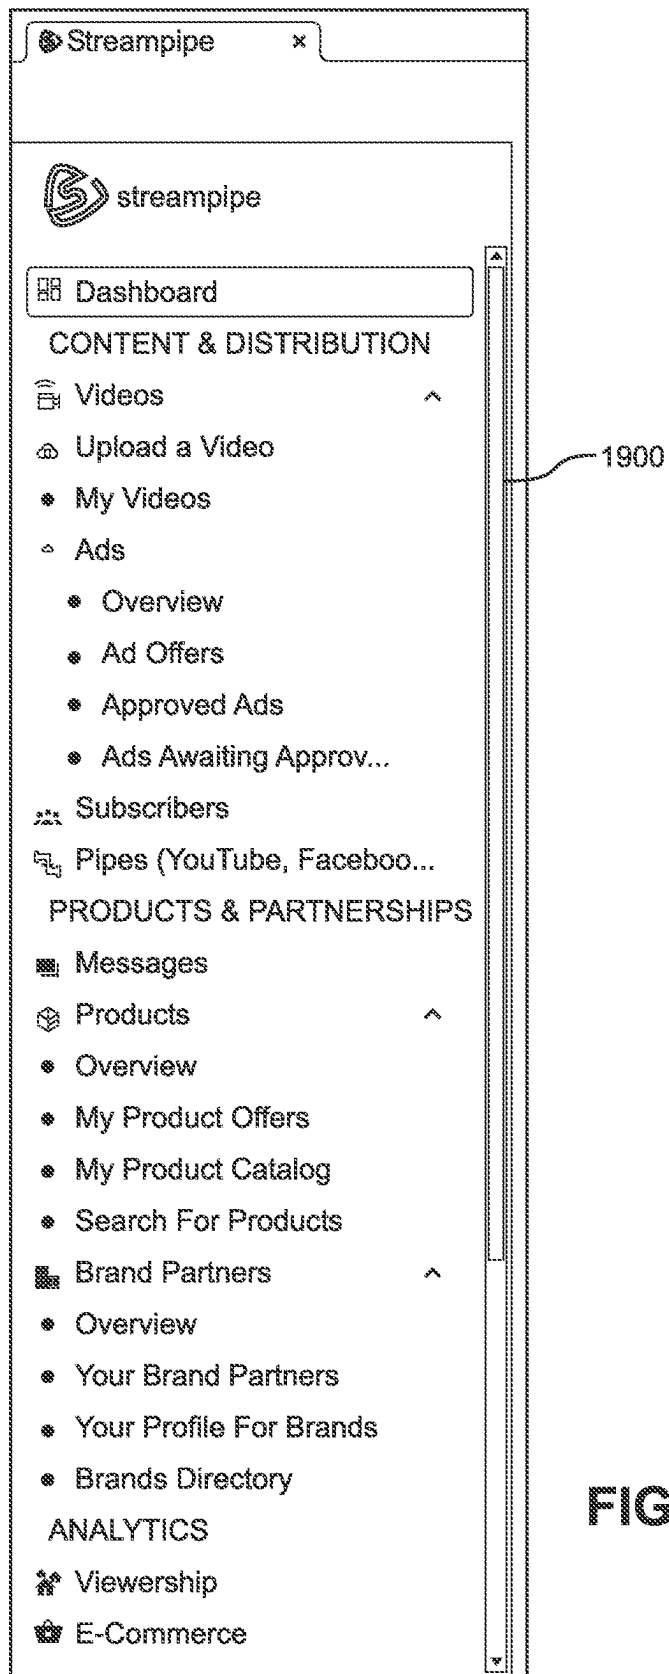 Streampipe ×
streampipe
Dashboard
CONTENT & DISTRIBUTION
Videos
Upload a Video
My Videos
1900
Ads
Overview
Ad Offers
Approved Ads
Ads Awaiting Approv...
Subscribers
Pipes (YouTube, Faceboo...
PRODUCTS & PARTNERSHIPS
Messages
Products
Overview
My Product Offers
My Product Catalog
Search For Products
Brand Partners
Overview
Your Brand Partners
Your Profile For Brands
Brands Directory
FIG
ANALYTICS
Viewership
E-Commerce